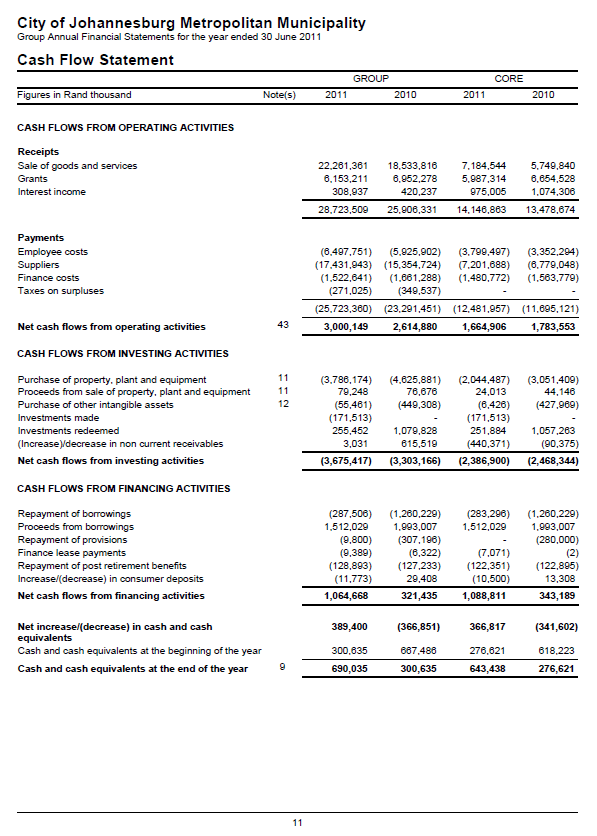 City of Johannesburg Metropolitan Municipality
Group Annual Financial Statements for the year ended 30 June 2011
Cash Flow Statement
GROUP CORE
Figures in Rand thousand Note(s) 2011 2010 2011 2010
CASH FLOWS FROM OPERATING ACTIVITIES
Receipts
Sale of goods and services 22,261,361 18,533,816 7,184,544 5,749,840
Grants 6,153,211 6,952,278 5,987,314 6,654,528
Interest income 308,937 420,237 975,005 1,074,306
28,723,509 25,906,331 14,146,863 13,478,674
Payments
Employee costs (6,497,751) (5,925,902) (3,799,497) (3,352,294)
Suppliers (17,431,943) (15,354,724) (7,201,688) (6,779,048)
Finance costs (1,522,641) (1,661,288) (1,480,772) (1,563,779)
Taxes on surpluses (271,025) (349,537) - -
(25,723,360) (23,291,451) (12,481,957) (11,695,121)
Net cash flows from operating activities 43 3,000,149 2,614,880 1,664,906 1,783,553
CASH FLOWS FROM INVESTING ACTIVITIES
Purchase of property, plant and equipment 11 (3,786,174) (4,625,881) (2,044,487) (3,051,409)
Proceeds from sale of property, plant and equipment 11 79,248 76,676 24,013 44,146
Purchase of other intangible assets 12 (55,461) (449,308) (6,426) (427,969)
Investments made (171,513) - (171,513) -
Investments redeemed 255,452 1,079,828 251,884 1,057,263
(Increase)/decrease in non current receivables 3,031 615,519 (440,371) (90,375)
Net cash flows from investing activities (3,675,417) (3,303,166) (2,386,900) (2,468,344)
CASH FLOWS FROM FINANCING ACTIVITIES
Repayment of borrowings (287,506) (1,260,229) (283,296) (1,260,229)
Proceeds from borrowings 1,512,029 1,993,007 1,512,029 1,993,007
Repayment of provisions (9,800) (307,196) - (280,000)
Finance lease payments (9,389) (6,322) (7,071) (2)
Repayment of post retirement benefits (128,893) (127,233) (122,351) (122,895)
Increase/(decrease) in consumer deposits (11,773) 29,408 (10,500) 13,308
Net cash flows from financing activities 1,064,668 321,435 1,088,811 343,189
Net increase/(decrease) in cash and cash 389,400 (366,851) 366,817 (341,602)
equivalents
Cash and cash equivalents at the beginning of the year 300,635 667,486 276,621 618,223
Cash and cash equivalents at the end of the year 9 690,035 300,635 643,438 276,621
11